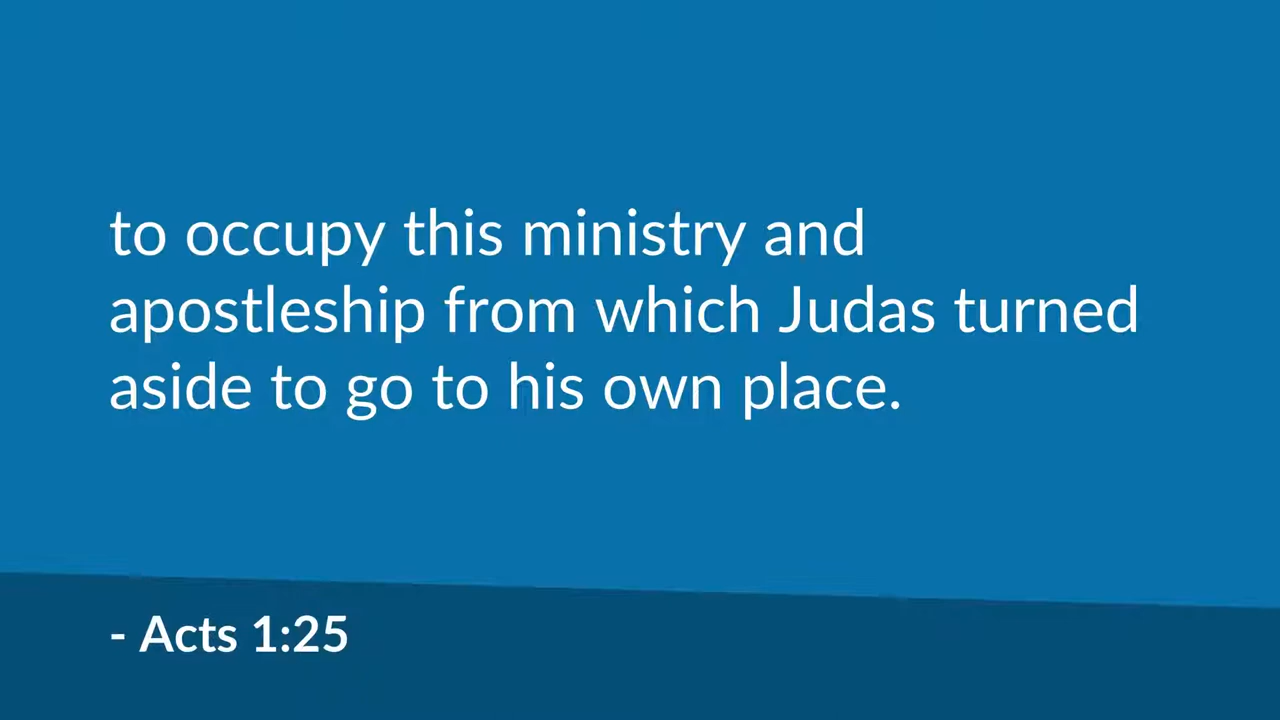 to occupy this ministry and
apostleship from which Judas turned
aside to go to his own place.
- Acts 1:25